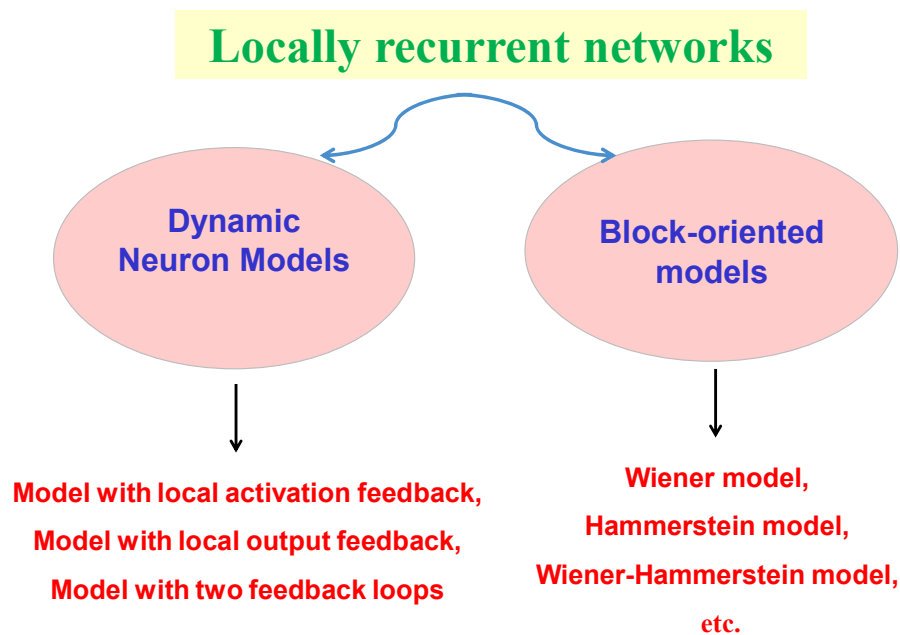 Locally recurrent networks
Dynamic
Neuron Models
Block-oriented
models
Model with local activation feedback,
Model with local output feedback,
Model with two feedback loops
Wiener model,
Hammerstein model,
Wiener-Hammerstein model,
etc.